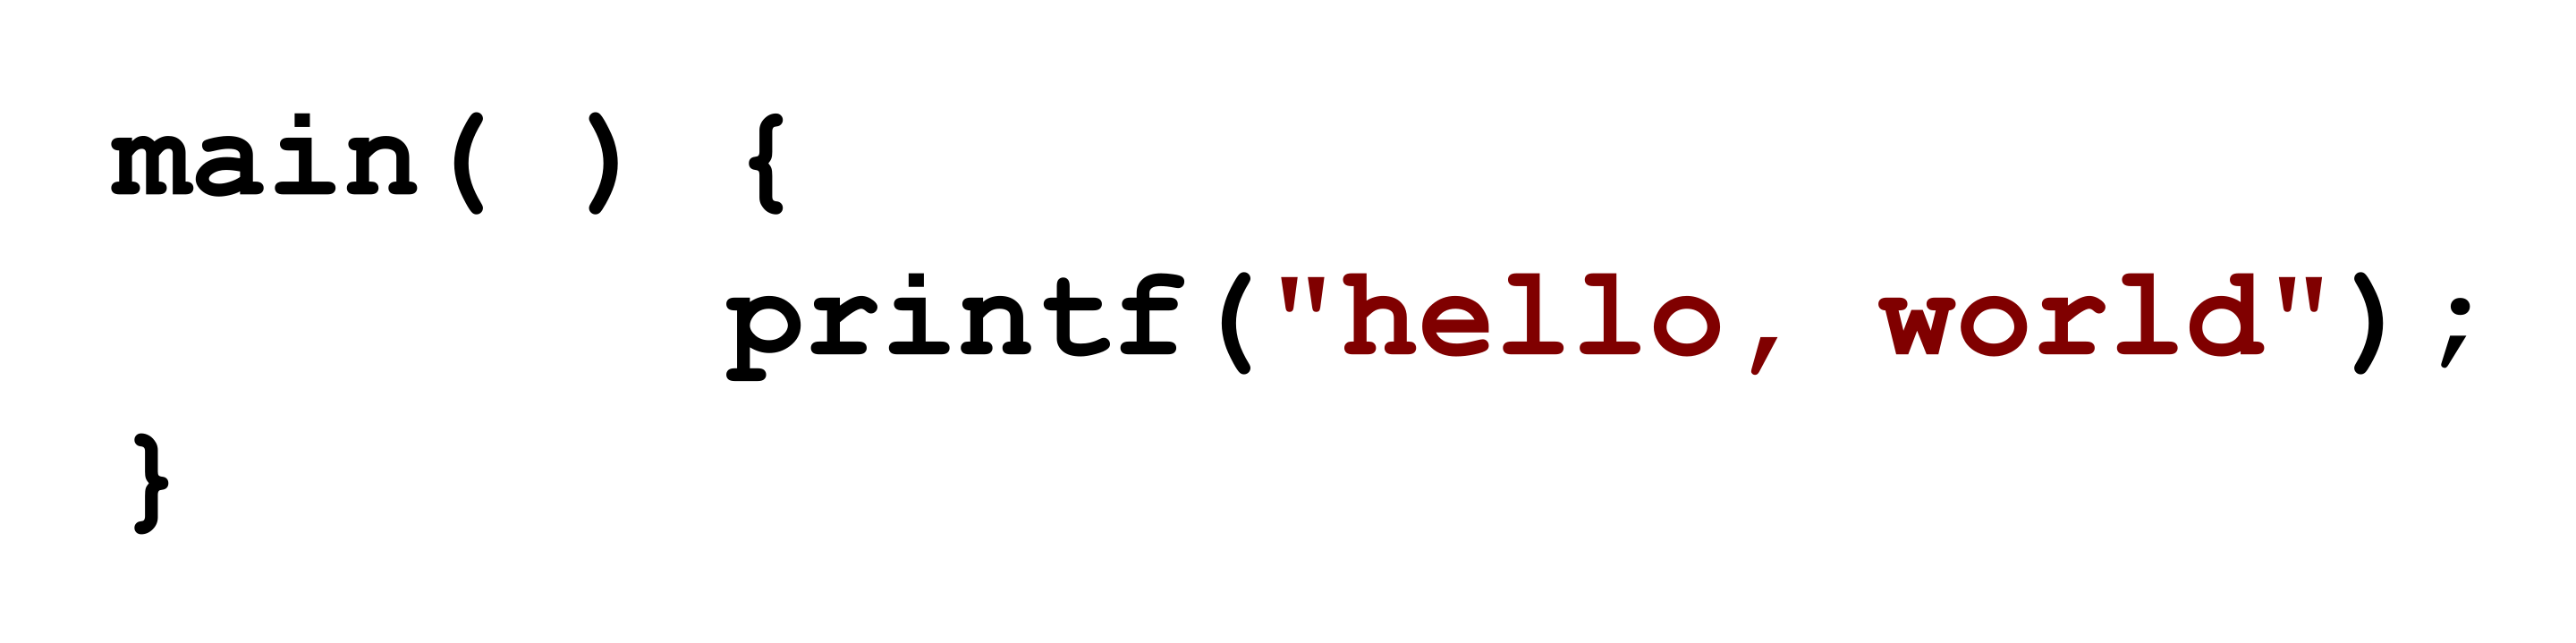 main( ) {
        printf("hello, world");
}